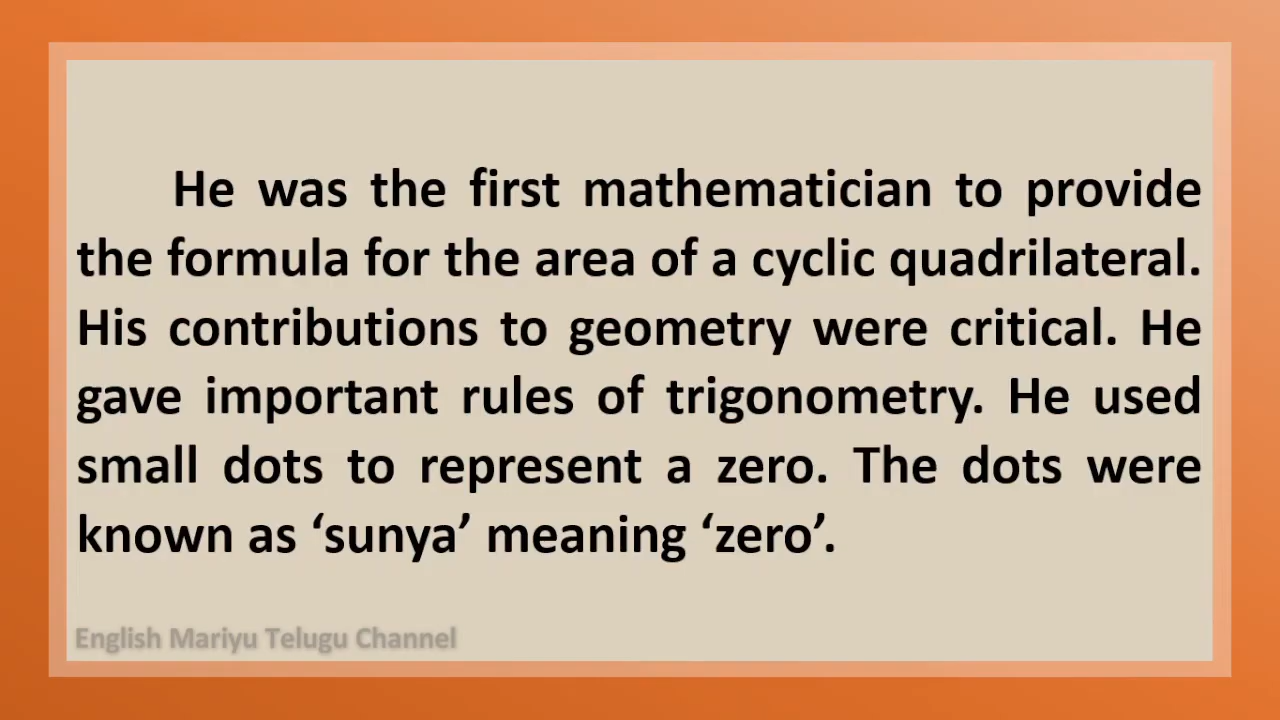 He was the first mathematician to provide
the formula for the area of a cyclic quadrilateral.
His contributions to geometry were critical. He
gave important rules of trigonometry. He used
small dots to represent a zero. The dots were
known as ‘sunya’ meaning ‘zero’.
English Mariyu Telugu Channel